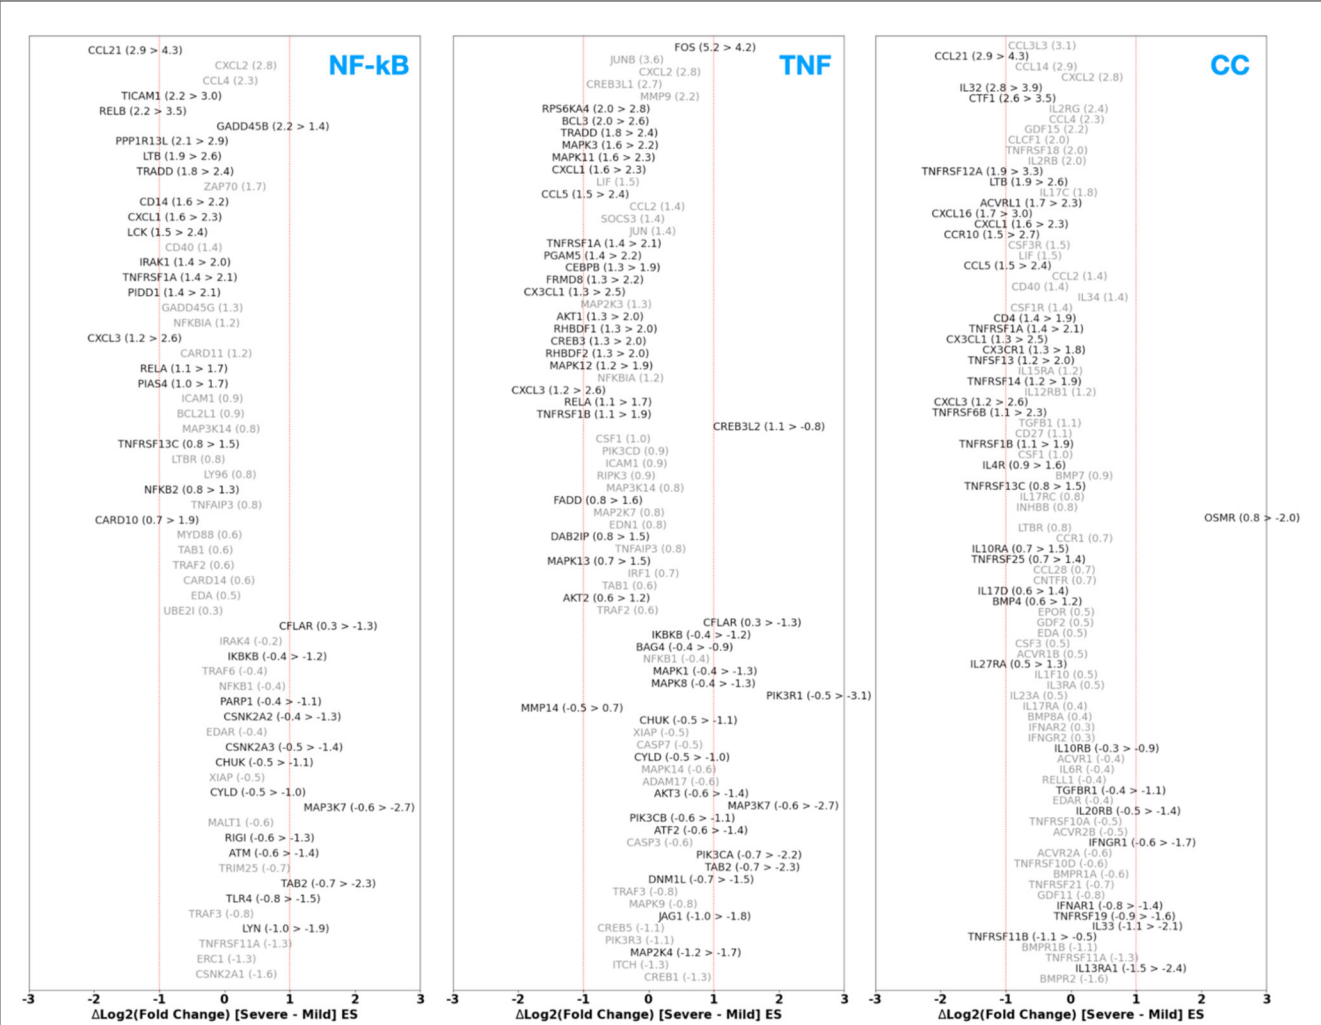 NF-kB
CCL21 (2.9 > 4.3)
CXCL2 (2.8)
CCL4 (2.3)
TICAM1 (2.2 > 3.0)
RELB (2.2 > 3.5)
GADD45B (2.2 > 1.4)
PPP1R13L (2.1 > 2.9)
LTB (1.9 > 2.6)
TRADD (1.8 > 2.4)
ZAP70 (1.7)
CD14 (1.6 > 2.2)
CXCL1 (1.6 > 2.3)
LCK (1.5 > 2.4)
CD40 (1.4)
IRAK1 (1.4 > 2.0)
TNFRSF1A (1.4 > 2.1)
PIDD1 (1.4 > 2.1)
GADD45G (1.3)
NFKBIA (1.2)
CXCL3 (1.2 > 2.6)
CARD11 (1.2)
RELA (1.1 > 1.7)
PIAS4 (1.0 > 1.7)
ICAM1 (0.9)
BCL2L1 (0.9)
MAP3K14 (0.8)
TNFRSF13C (0.8 > 1.5)
LTBR (0.8)
LY96 (0.8)
NFKB2 (0.8 > 1.3)
TNFAIP3 (0.8)
CARD10 (0.7 > 1.9)
MYD88 (0.6)
TAB1 (0.6)
TRAF2 (0.6)
CARD14 (0.6)
EDA (0.5)
UBE2I (0.3)
CFLAR (0.3 > -1.3)
IRAK4 (-0.2)
IKBKB (-0.4 > -1.2)
TRAF6 (-0.4)
NFKB1 (-0.4)
PARP1 (-0.4 > -1.1)
CSNK2A2 (-0.4 > -1.3)
EDAR (-0.4)
CSNK2A3 (-0.5 > -1.4)
CHUK (-0.5 > -1.1)
XIAP (-0.5)
CYLD (-0.5 > -1.0)
MAP3K7 (-0.6 > -2.7)
MALT1 (-0.6)
RIGI (-0.6 > -1.3)
ATM (-0.6 > -1.4)
TRIM25 (-0.7)
TAB2 (-0.7 > -2.3)
TLR4 (-0.8 > -1.5)
TRAF3 (-0.8)
LYN (-1.0 > -1.9)
TNFRSF11A (-1.3)
ERC1 (-1.3)
CSNK2A1 (-1.6)
-3 -2 -1 0 1 2 3
ΔLog2(Fold Change) [Severe - Mild] ES
TNF
FOS (5.2 > 4.2)
JUNB (3.6)
CXCL2 (2.8)
CREB3L1 (2.7)
MMP9 (2.2)
RPS6KA4 (2.0 > 2.8)
BCL3 (2.0 > 2.6)
TRADD (1.8 > 2.4)
MAPK3 (1.6 > 2.2)
MAPK11 (1.6 > 2.3)
CXCL1 (1.6 > 2.3)
LIF (1.5)
CCL5 (1.5 > 2.4)
CCL2 (1.4)
SOCS3 (1.4)
JUN (1.4)
TNFRSF1A (1.4 > 2.1)
PGAM5 (1.4 > 2.2)
CEBPB (1.3 > 1.9)
FRMD8 (1.3 > 2.2)
CX3CL1 (1.3 > 2.5)
MAP2K3 (1.3)
AKT1 (1.3 > 2.0)
RHBDF1 (1.3 > 2.0)
CREB3 (1.3 > 2.0)
RHBDF2 (1.3 > 2.0)
MAPK12 (1.2 > 1.9)
NFKBIA (1.2)
CXCL3 (1.2 > 2.6)
RELA (1.1 > 1.7)
TNFRSF1B (1.1 > 1.9)
CREB3L2 (1.1 > -0.8)
CSF1 (1.0)
PIK3CD (0.9)
ICAM1 (0.9)
RIPK3 (0.9)
MAP3K14 (0.8)
FADD (0.8 > 1.6)
MAP2K7 (0.8)
EDN1 (0.8)
DAB2IP (0.8 > 1.5)
TNFAIP3 (0.8)
MAPK13 (0.7 > 1.5)
IRF1 (0.7)
TAB1 (0.6)
AKT2 (0.6 > 1.2)
TRAF2 (0.6)
CFLAR (0.3 > -1.3)
IKBKB (-0.4 > -1.2)
BAG4 (-0.4 > -0.9)
NFKB1 (-0.4)
MAPK1 (-0.4 > -1.3)
MAPK8 (-0.4 > -1.3)
PIK3R1 (-0.5 > -3.1)
MMP14 (-0.5 > 0.7)
CHUK (-0.5 > -1.1)
XIAP (-0.5)
CASP7 (-0.5)
CYLD (-0.5 > -1.0)
MAPK14 (-0.6)
ADAM17 (-0.6)
AKT3 (-0.6 > -1.4)
MAP3K7 (-0.6 > -2.7)
PIK3CB (-0.6 > -1.1)
ATF2 (-0.6 > -1.4)
CASP3 (-0.6)
PIK3CA (-0.7 > -2.2)
TAB2 (-0.7 > -2.3)
DNM1L (-0.7 > -1.5)
TRAF3 (-0.8)
MAPK9 (-0.8)
JAG1 (-1.0 > -1.8)
CREB5 (-1.1)
PIK3R3 (-1.1)
MAP2K4 (-1.2 > -1.7)
ITCH (-1.3)
CREB1 (-1.3)
-3 -2 -1 0 1 2 3
ΔLog2(Fold Change) [Severe - Mild] ES
CC
CCL3L3 (3.1)
CCL21 (2.9 > 4.3)
CCL14 (2.9)
CXCL2 (2.8)
IL32 (2.8 > 3.9)
CTF1 (2.6 > 3.5)
IL2RG (2.4)
CCL4 (2.3)
GDF15 (2.2)
CLCF1 (2.0)
TNFRSF18 (2.0)
IL2RB (2.0)
TNFRSF12A (1.9 > 3.3)
LTB (1.9 > 2.6)
IL17C (1.8)
ACVRL1 (1.7 > 2.3)
CXCL16 (1.7 > 3.0)
CXCL1 (1.6 > 2.3)
CCR10 (1.5 > 2.7)
CSF3R (1.5)
LIF (1.5)
CCL5 (1.5 > 2.4)
CCL2 (1.4)
CD40 (1.4)
IL34 (1.4)
CSF1R (1.4)
CD4 (1.4 > 1.9)
TNFRSF1A (1.4 > 2.1)
CX3CL1 (1.3 > 2.5)
CX3CR1 (1.3 > 1.8)
TNFSF13 (1.2 > 2.0)
IL15RA (1.2)
TNFRSF14 (1.2 > 1.9)
IL12RB1 (1.2)
CXCL3 (1.2 > 2.6)
TNFRSF6B (1.1 > 2.3)
TGFB1 (1.1)
CD27 (1.1)
TNFRSF1B (1.1 > 1.9)
CSF1 (1.0)
IL4R (0.9 > 1.6)
BMP7 (0.9)
TNFRSF13C (0.8 > 1.5)
IL17RC (0.8)
INHBB (0.8)
OSMR (0.8 > -2.0)
LTBR (0.8)
CCR1 (0.7)
IL10RA (0.7 > 1.5)
TNFRSF25 (0.7 > 1.4)
CCL28 (0.7)
CNTFR (0.7)
IL17D (0.6 > 1.4)
BMP4 (0.6 > 1.2)
EPOR (0.5)
GDF2 (0.5)
EDA (0.5)
CSF3 (0.5)
ACVR1B (0.5)
IL27RA (0.5 > 1.3)
IL1F10 (0.5)
IL3RA (0.5)
IL23A (0.5)
IL17RA (0.4)
BMP8A (0.4)
IFNAR2 (0.3)
IFNGR2 (0.3)
IL10RB (-0.3 > -0.9)
ACVR1 (-0.4)
IL6R (-0.4)
RELL1 (-0.4)
TGFBR1 (-0.4 > -1.1)
EDAR (-0.4)
IL20RB (-0.5 > -1.4)
TNFRSF10A (-0.5)
ACVR2B (-0.5)
IFNGR1 (-0.6 > -1.7)
ACVR2A (-0.6)
TNFRSF10D (-0.6)
BMPR1A (-0.6)
TNFRSF21 (-0.7)
GDF11 (-0.8)
IFNAR1 (-0.8 > -1.4)
TNFRSF19 (-0.9 > -1.6)
IL33 (-1.1 > -2.1)
TNFRSF11B (-1.1 > -0.5)
BMPR1B (-1.1)
TNFRSF11A (-1.3)
IL13RA1 (-1.5 > -2.4)
BMPR2 (-1.6)
-3 -2 -1 0 1 2 3
ΔLog2(Fold Change) [Severe - Mild] ES